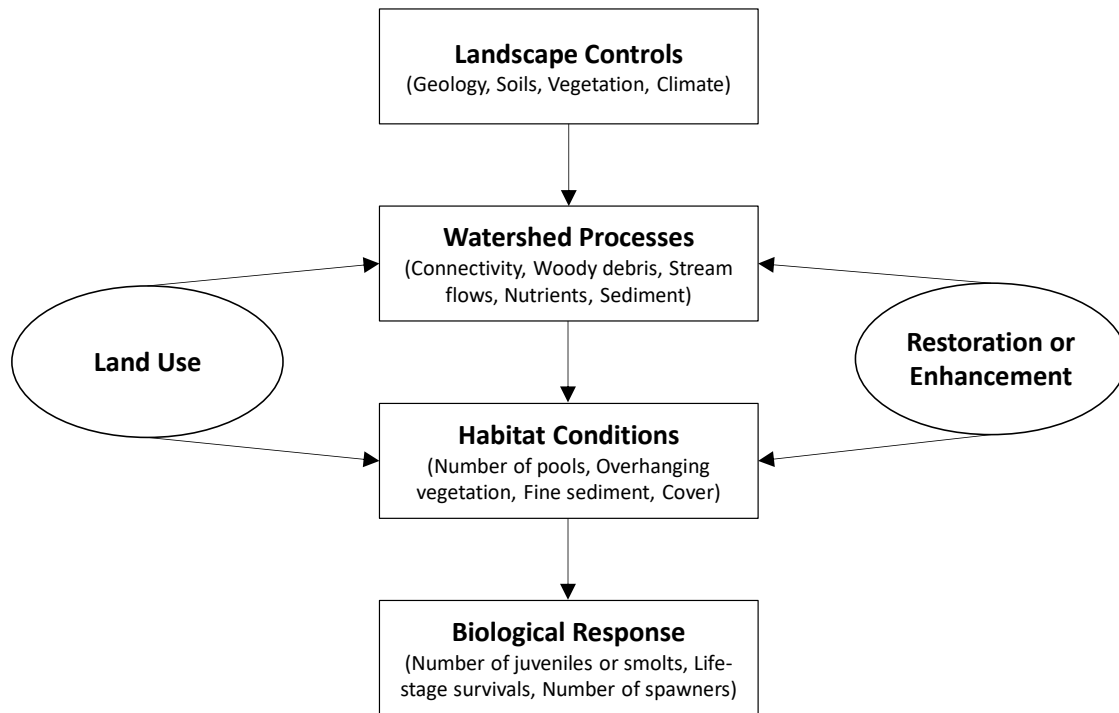 Landscape Controls
(Geology, Soils, Vegetation, Climate)
Watershed Processes
(Connectivity, Woody debris, Stream
flows, Nutrients, Sediment)
Land Use
Restoration or
Enhancement
Habitat Conditions
(Number of pools, Overhanging
vegetation, Fine sediment, Cover)
Biological Response
(Number of juveniles or smolts, Life-
stage survivals, Number of spawners)